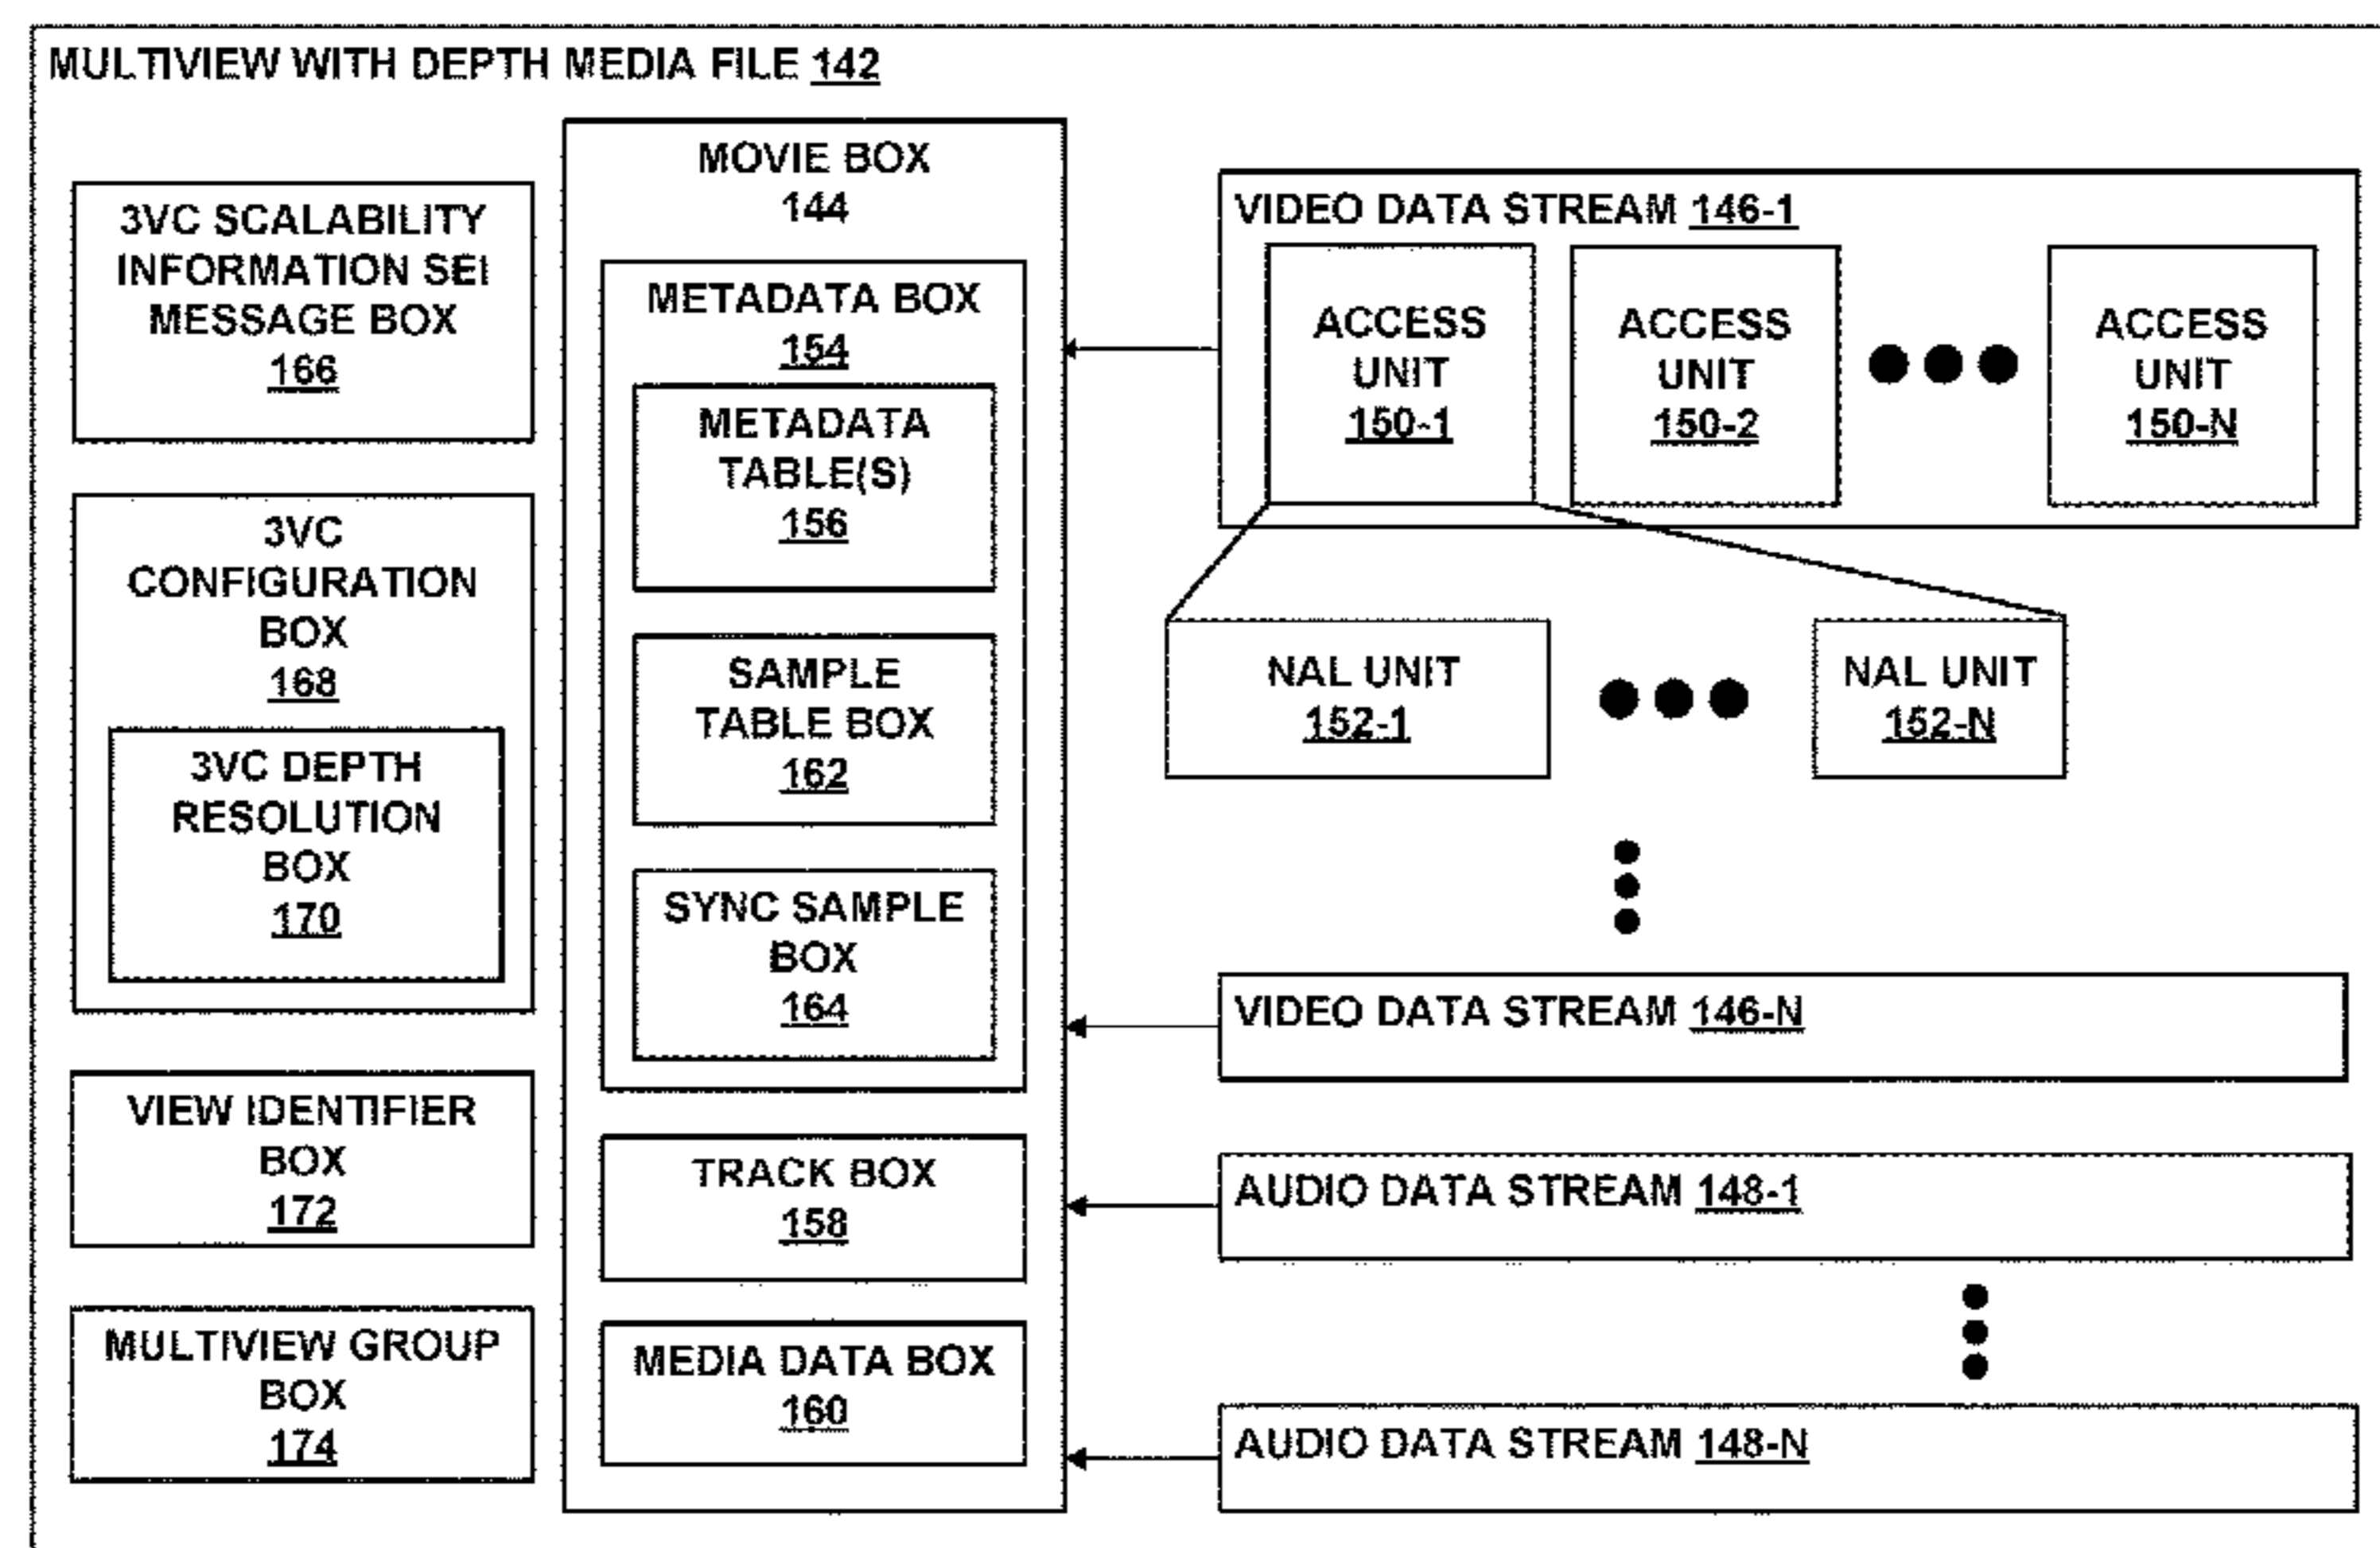 MULTIVIEW WITH DEPTH MEDIA FILE 142
3VC SCALABILITY
INFORMATION SEI
MESSAGE BOX
166
3VC
CONFIGURATION
BOX
168
3VC DEPTH
RESOLUTION
BOX
170
VIEW IDENTIFIER
BOX
172
MULTIVIEW GROUP
BOX
174
MOVIE BOX
144
METADATA BOX
154
METADATA
TABLE(S)
156
SAMPLE
TABLE BOX
162
SYNC SAMPLE
BOX
164
TRACK BOX
158
MEDIA DATA BOX
160
VIDEO DATA STREAM 146-1
ACCESS
UNIT
150-1
ACCESS
UNIT
150-2
ACCESS
UNIT
150-N
NAL UNIT
152-1
NAL UNIT
152-N
VIDEO DATA STREAM 146-N
AUDIO DATA STREAM 148-1
AUDIO DATA STREAM 148-N